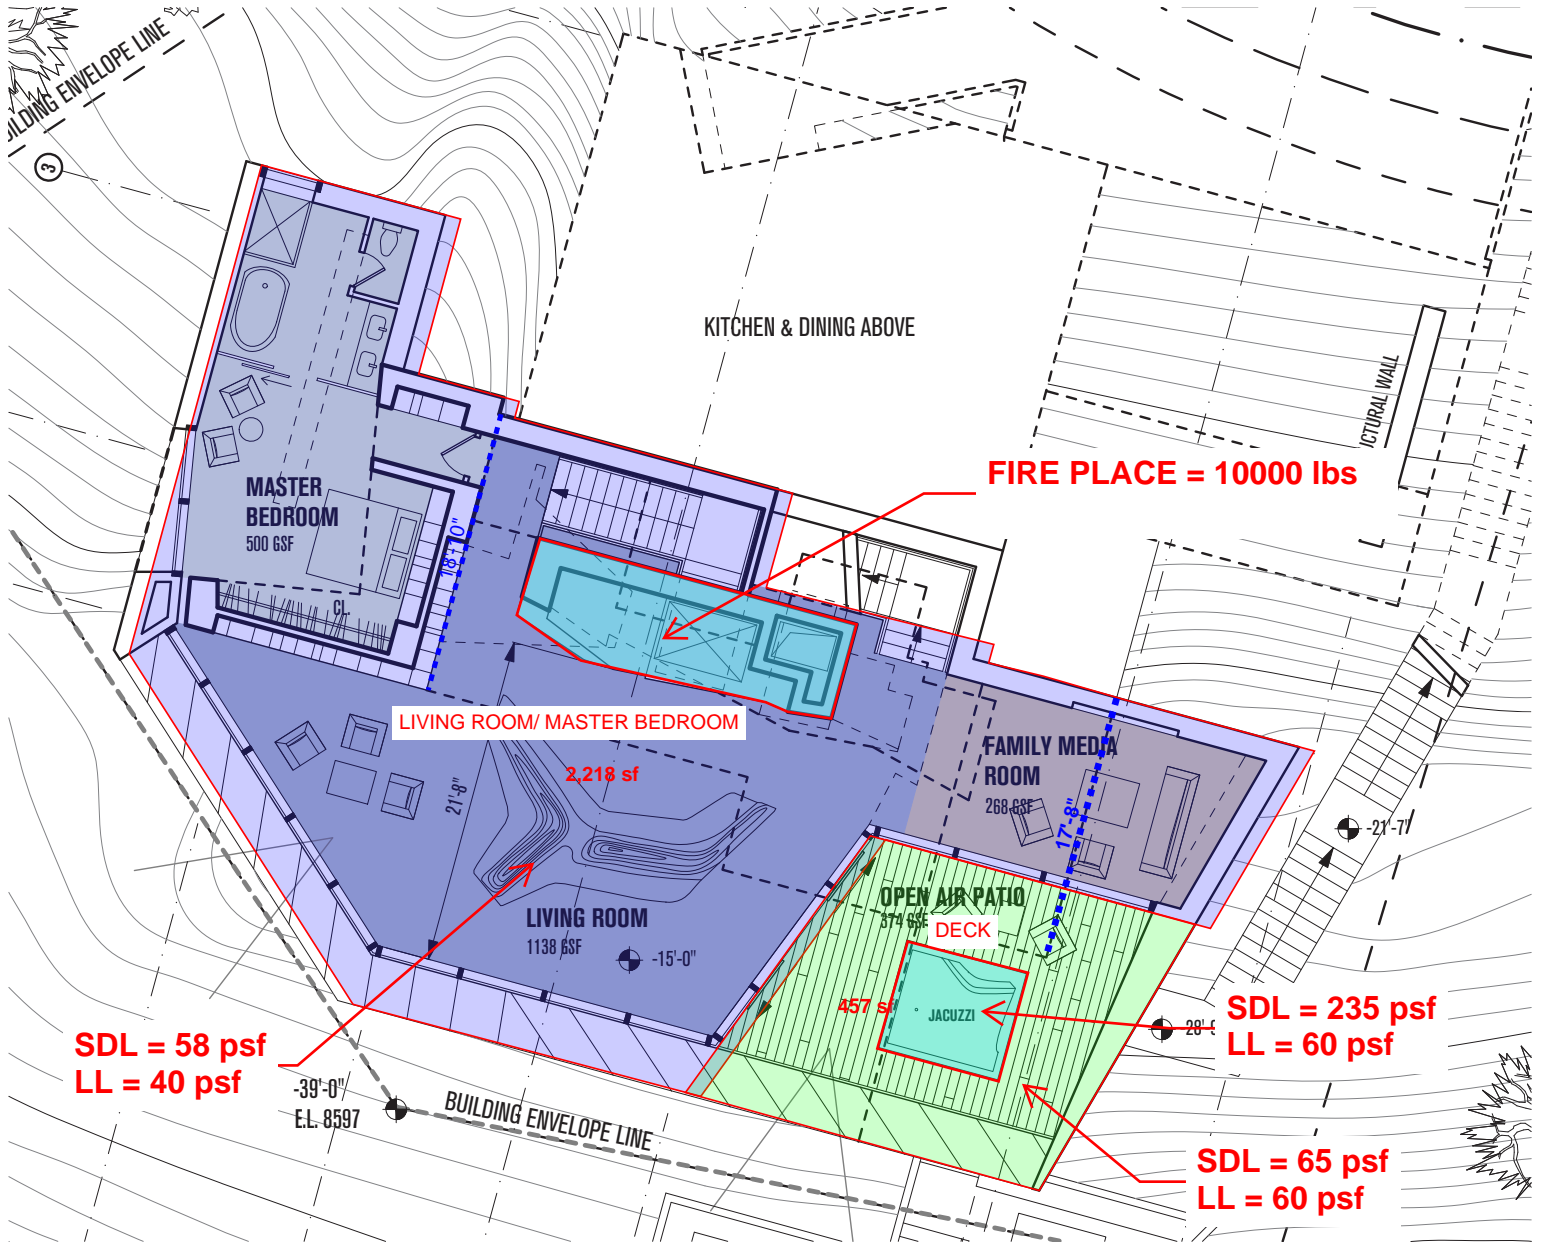 BUILDING ENVELOPE LINE
3
KITCHEN & DINING ABOVE
ICTURAL WALL
FIRE PLACE = 10000 lbs
MASTER
BEDROOM
500 GSF
18'-10"
CL.
LIVING ROOM/ MASTER BEDROOM
2,218 sf
21'-8"
FAMILY MEDIA
ROOM
268 GSF
17'-8"
-21'-7"
OPEN AIR PATIO
374 GSF
DECK
LIVING ROOM
1138 GSF
-15'-0"
457 sf
JACUZZI
SDL = 235 psf
LL = 60 psf
SDL = 58 psf
LL = 40 psf
-39'-0"
E.L. 8597
BUILDING ENVELOPE LINE
SDL = 65 psf
LL = 60 psf